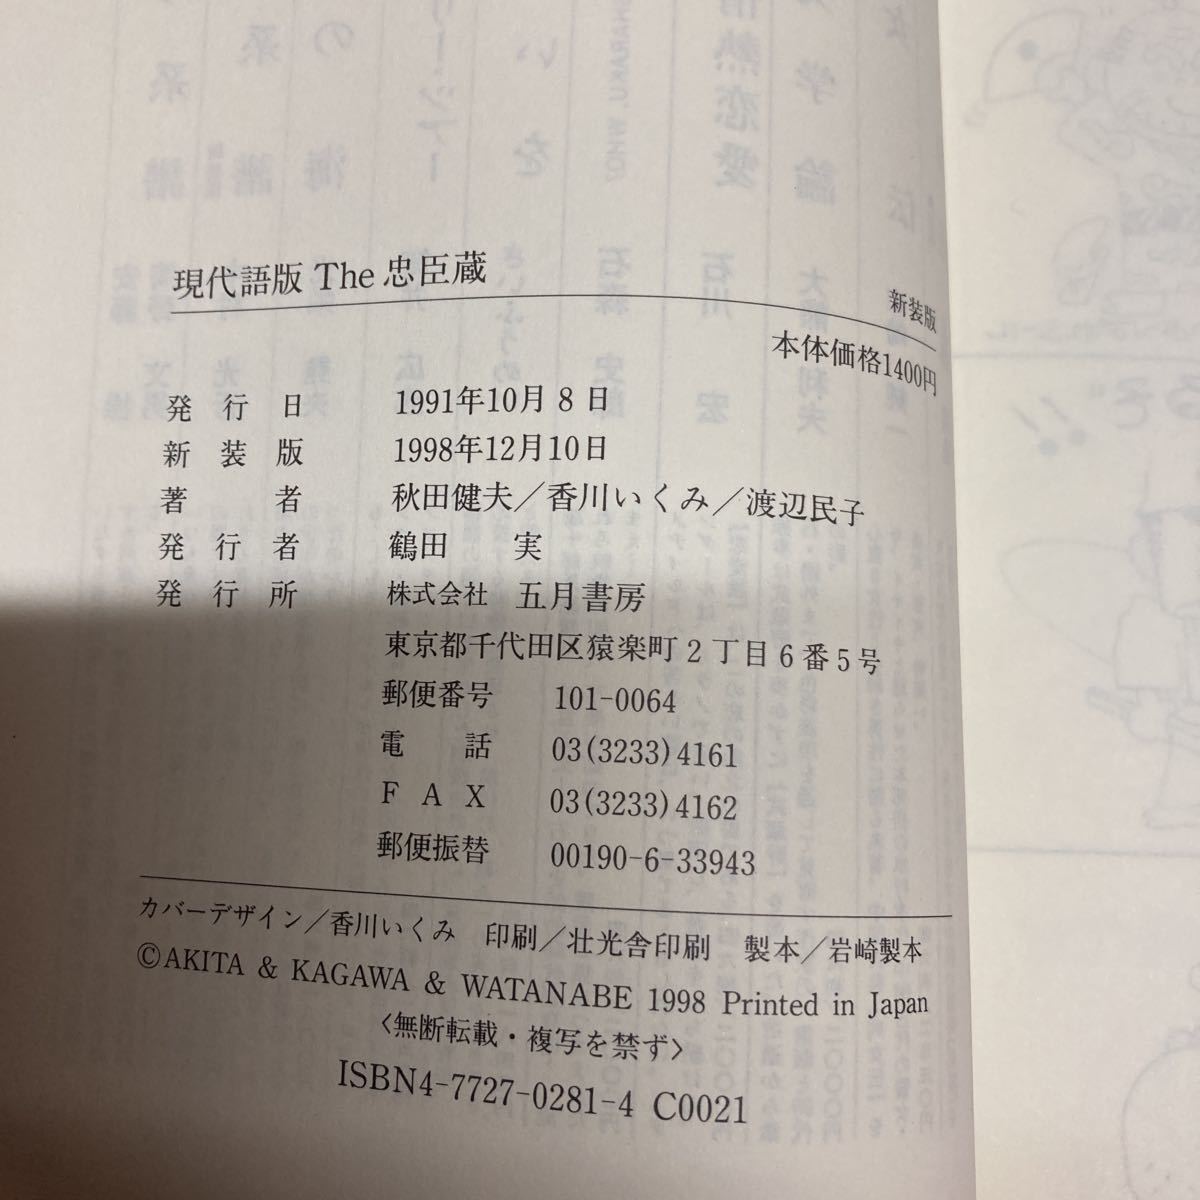 現代語版 The 忠臣蔵
新装版
本体価格1400円
発行日 1991年10月8日
新装版 1998年12月10日
著者 秋田健夫／香川いくみ／渡辺民子
発行者 鶴田 実
発行所 株式会社 五月書房
東京都千代田区猿楽町2丁目6番5号
郵便番号 101-0064
電話 03(3233)4161
FAX 03(3233)4162
郵便振替 00190-6-33943
カバーデザイン／香川いくみ 印刷／壮光舎印刷 製本／岩崎製本
©AKITA & KAGAWA & WATANABE 1998 Printed in Japan
〈無断転載・複写を禁ず〉
ISBN4-7727-0281-4 C0021